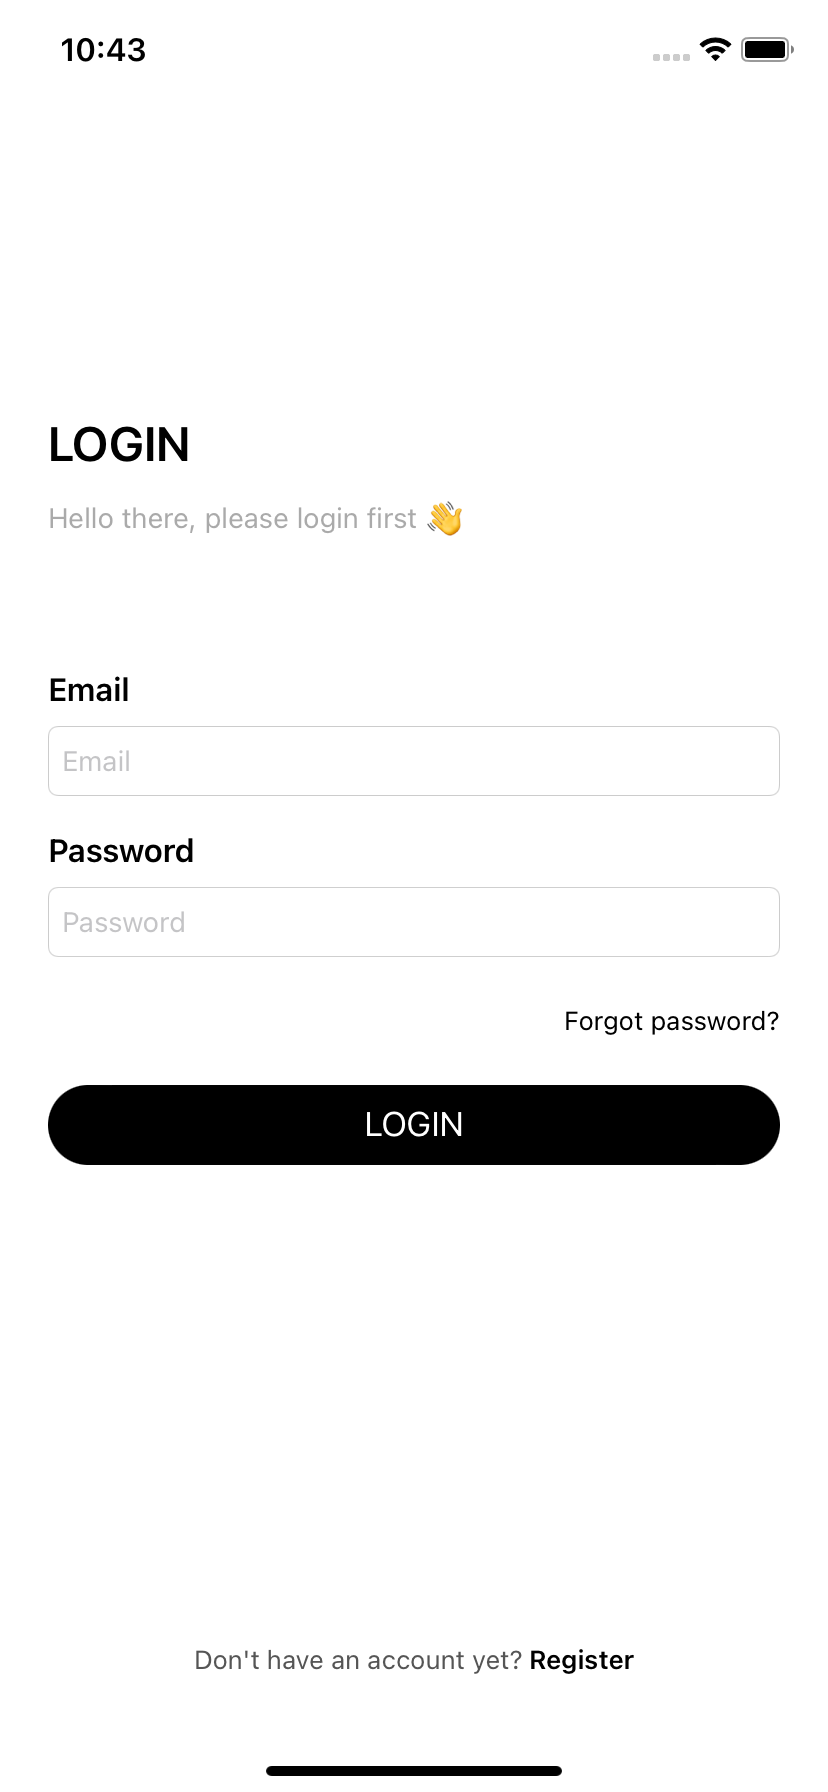 10:43
LOGIN
Hello there, please login first 👋
Email
Email
Password
Password
Forgot password?
LOGIN
Don't have an account yet? Register